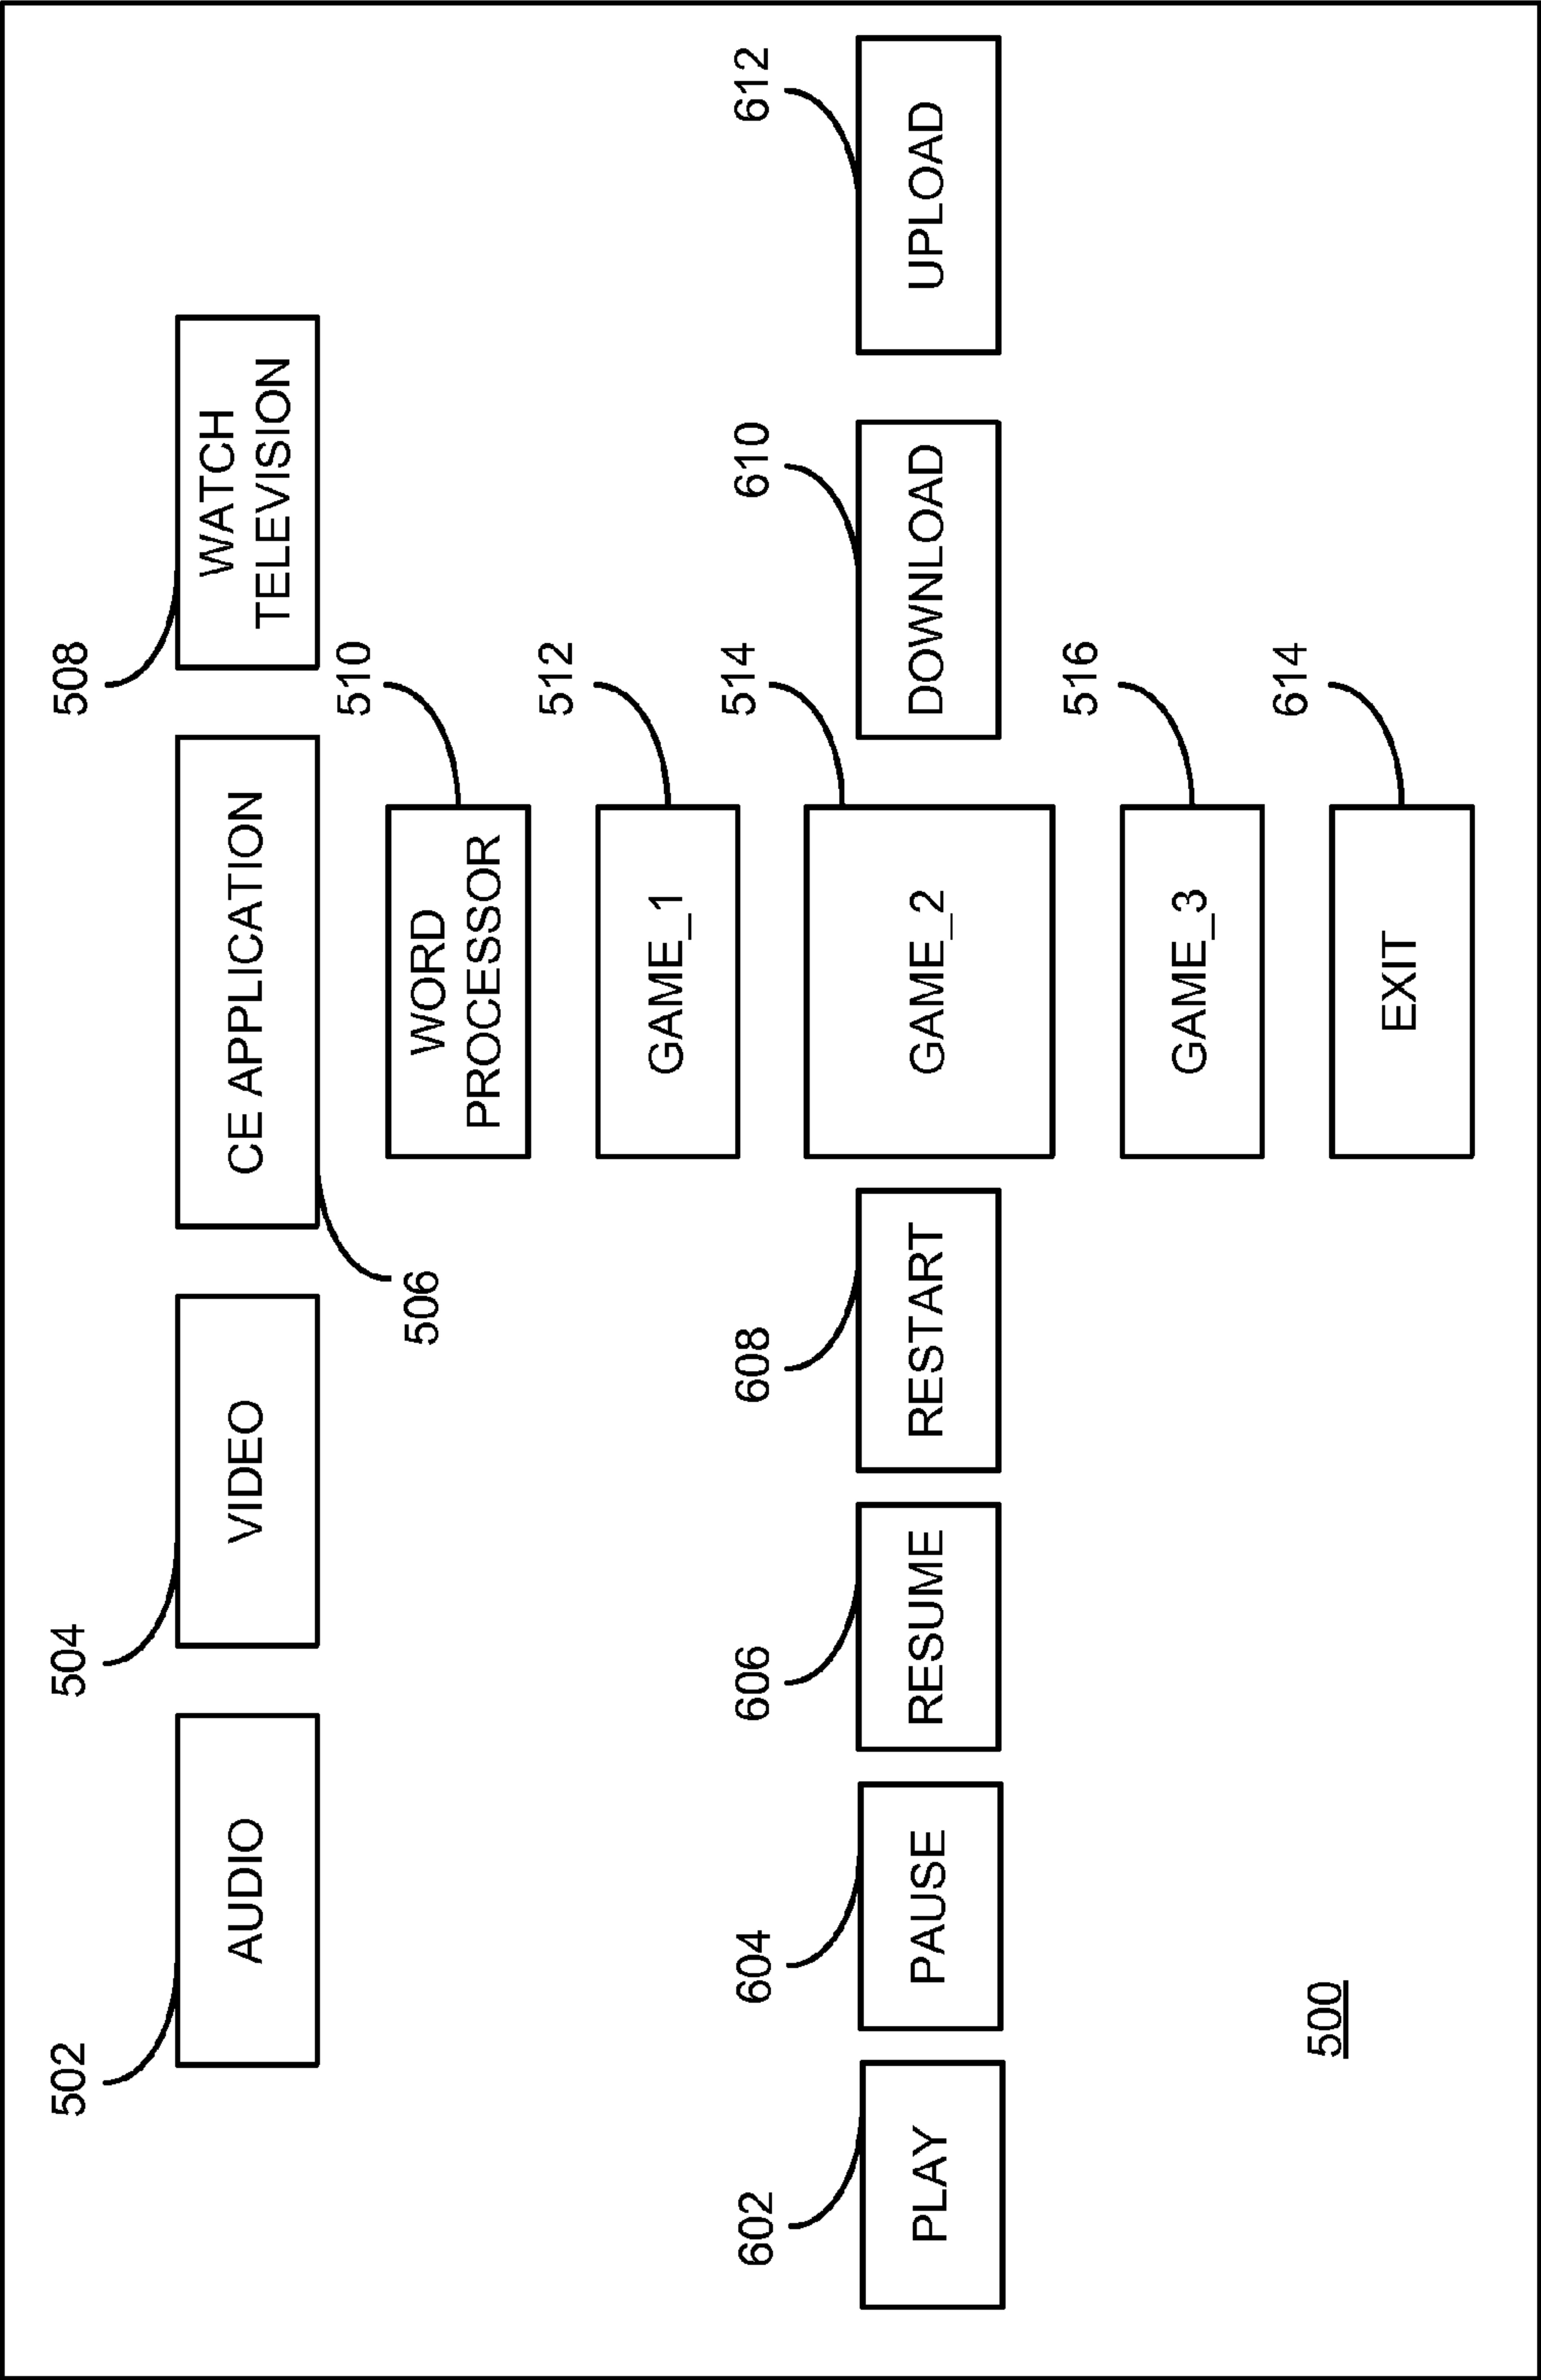 508
502
504
AUDIO
VIDEO
CE APPLICATION
WATCH
TELEVISION
506
510
WORD
PROCESSOR
512
GAME_1
602
604
606
608
514
610
612
PLAY
PAUSE
RESUME
RESTART
GAME_2
DOWNLOAD
UPLOAD
516
GAME_3
614
500
EXIT